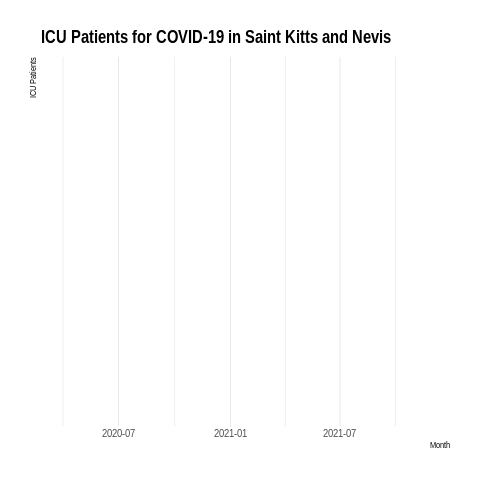 ICU Patients for COVID-19 in Saint Kitts and Nevis
ICU Patients
2020-07
2021-01
2021-07
Month